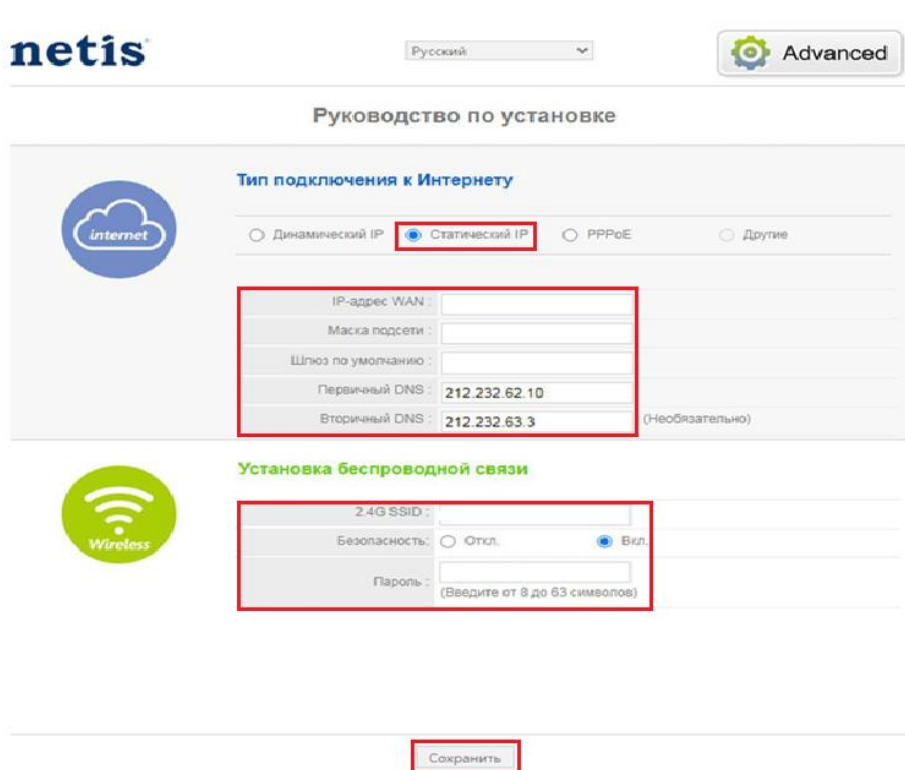 netis
Русский
Advanced
Руководство по установке
Тип подключения к Интернету
internet
Динамический IP Статический IP PPPoE Другие
IP-адрес WAN :
Маска подсети :
Шлюз по умолчанию :
Первичный DNS : 212.232.62.10
Вторичный DNS : 212.232.63.3 (Необязательно)
Установка беспроводной связи
Wireless
2.4G SSID :
Безопасность: Откл. Вкл.
Пароль :
(Введите от 8 до 63 символов)
Сохранить